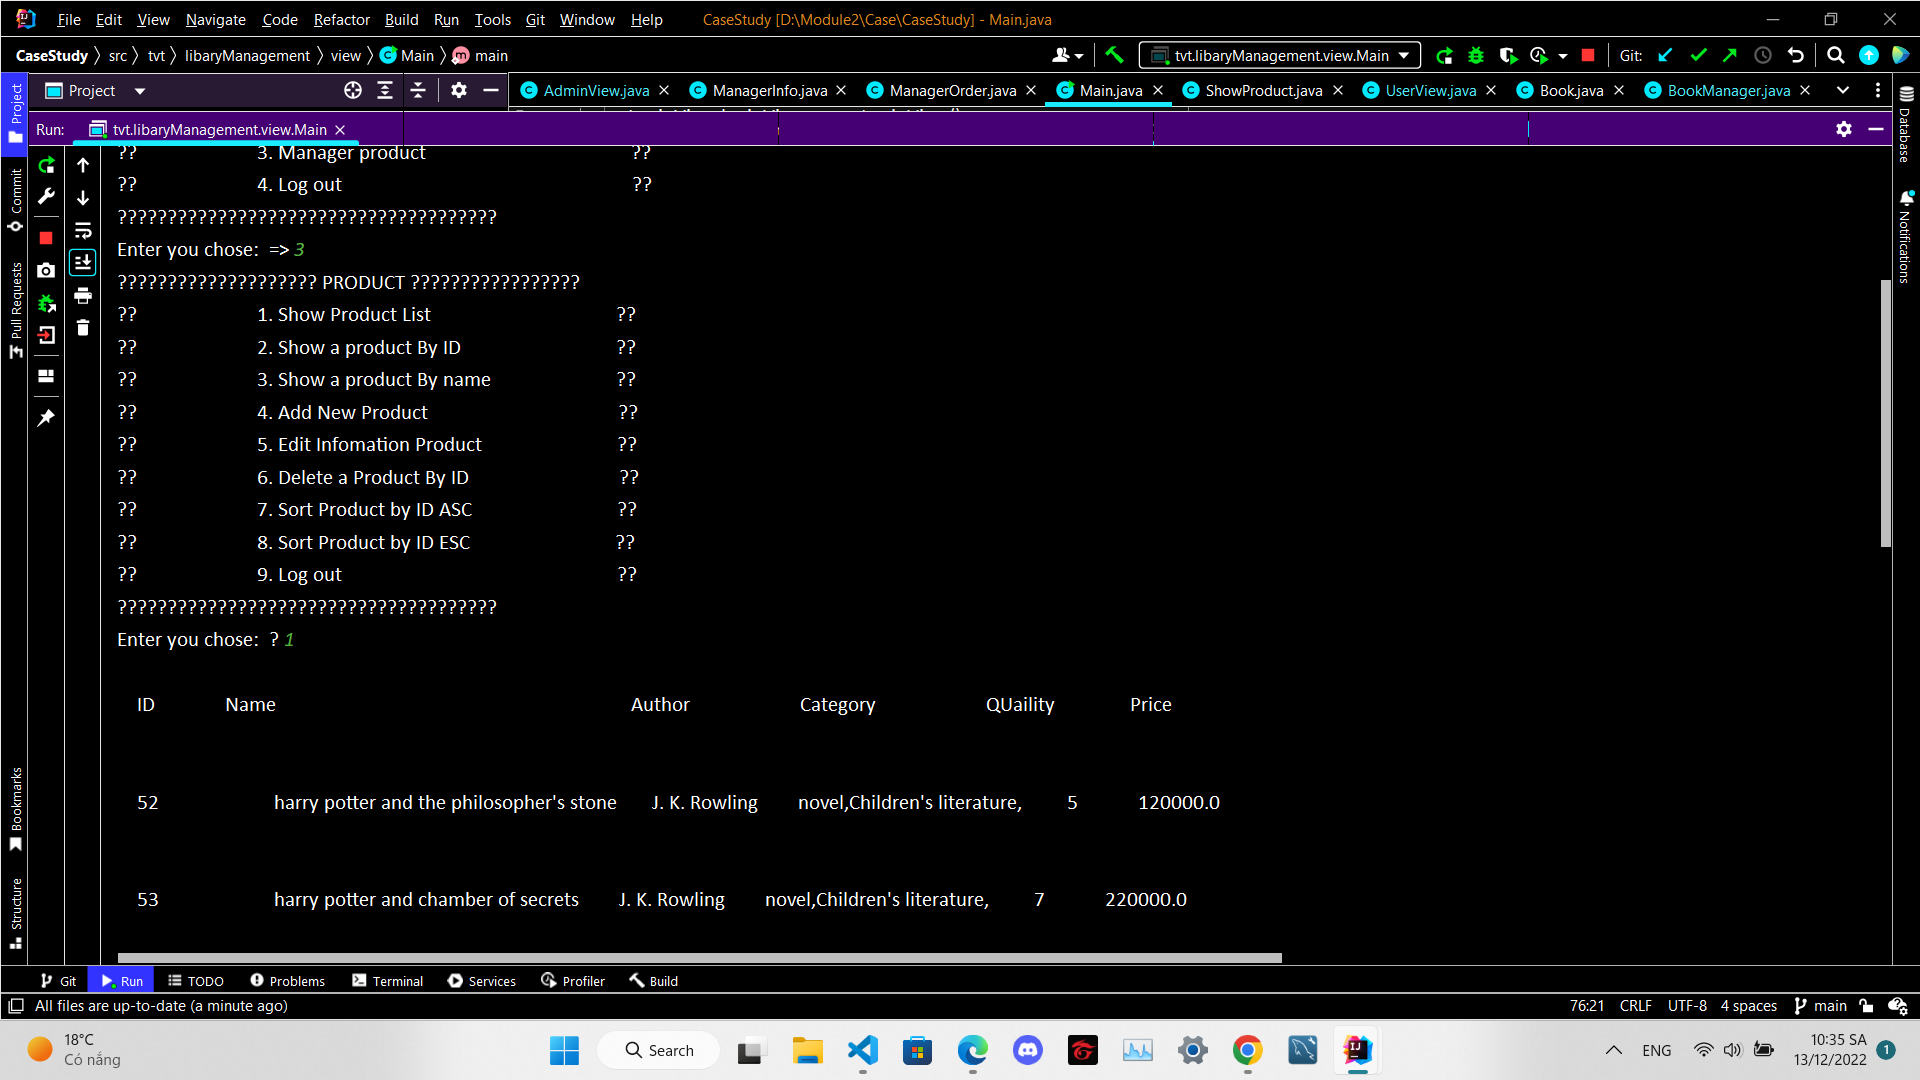 File Edit View Navigate Code Refactor Build Run Tools Git Window Help CaseStudy [D:\Module2\Case\CaseStudy] - Main.java
CaseStudy src tvt libaryManagement view Main main tvt.libaryManagement.view.Main Git:
Project AdminView.java ManagerInfo.java ManagerOrder.java Main.java ShowProduct.java UserView.java Book.java BookManager.java
Run: tvt.libaryManagement.view.Main
Project
Commit
Pull Requests
Bookmarks
Structure
Database
Notifications
?? 3. Manager product ??
?? 4. Log out ??
??????????????????????????????????????
Enter you chose:  => 3
???????????????????? PRODUCT ?????????????????
?? 1. Show Product List ??
?? 2. Show a product By ID ??
?? 3. Show a product By name ??
?? 4. Add New Product ??
?? 5. Edit Infomation Product ??
?? 6. Delete a Product By ID ??
?? 7. Sort Product by ID ASC ??
?? 8. Sort Product by ID ESC ??
?? 9. Log out ??
??????????????????????????????????????
Enter you chose:  ? 1
ID Name Author Category QUaility Price
52 harry potter and the philosopher's stone J. K. Rowling novel,Children's literature, 5 120000.0
53 harry potter and chamber of secrets J. K. Rowling novel,Children's literature, 7 220000.0
Git Run TODO Problems Terminal Services Profiler Build
All files are up-to-date (a minute ago) 76:21 CRLF UTF-8 4 spaces main
18°C
Có nắng
Search
ENG
10:35 SA
13/12/2022
1